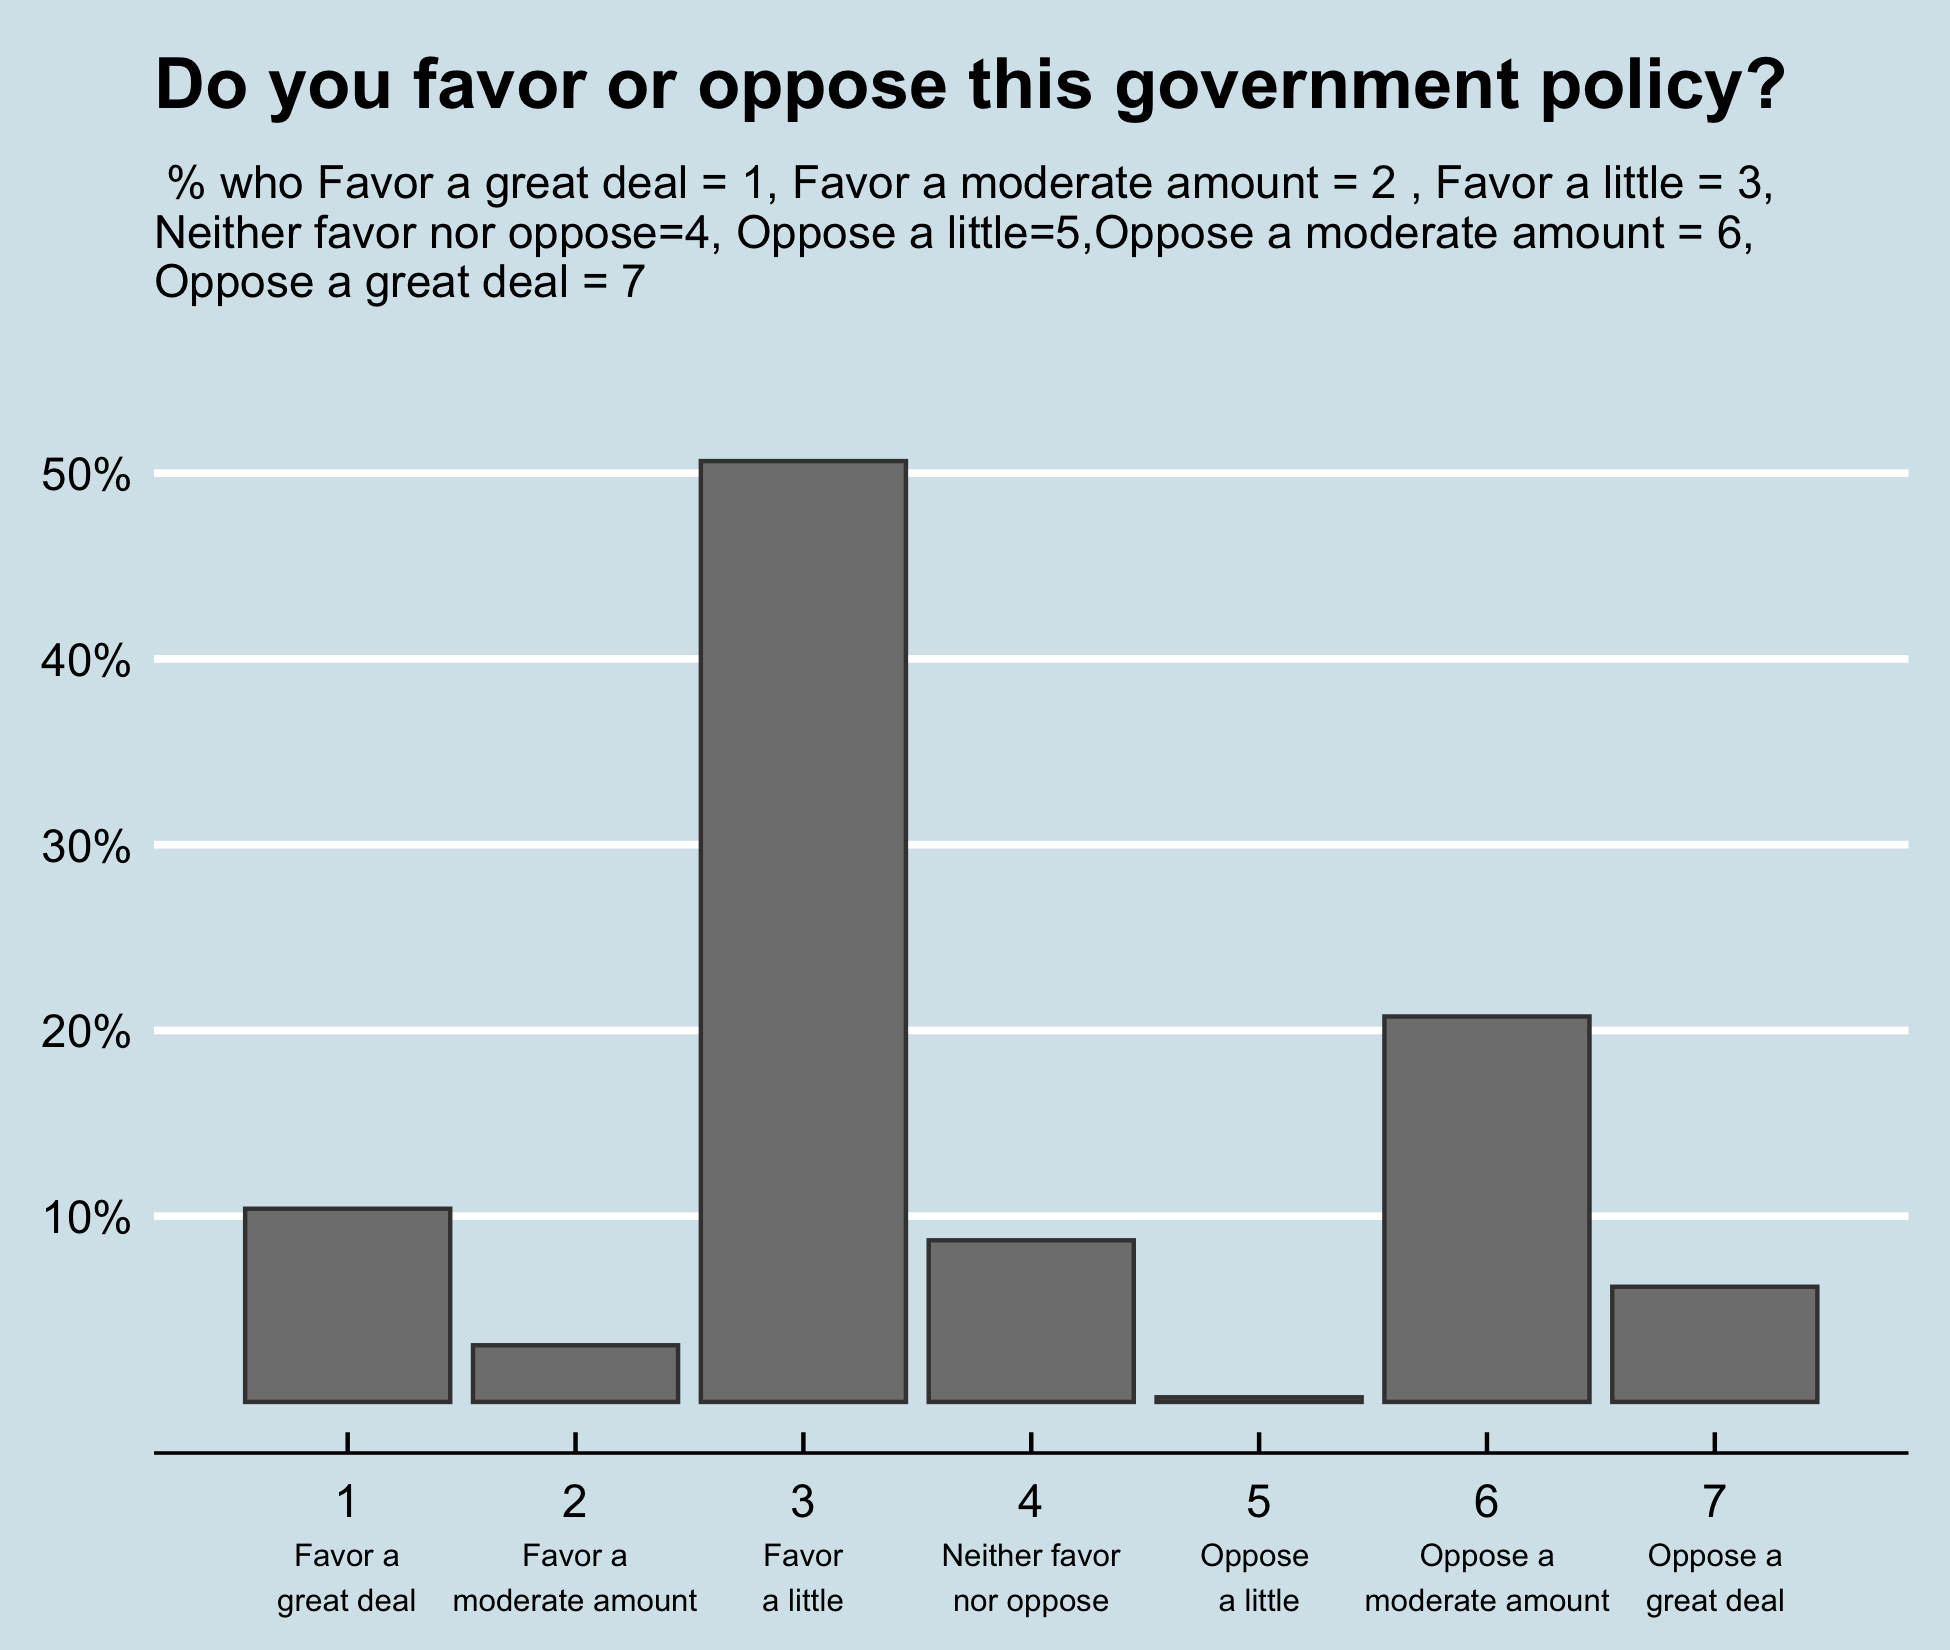 Do you favor or oppose this government policy?
% who Favor a great deal = 1, Favor a moderate amount = 2 , Favor a little = 3,
Neither favor nor oppose=4, Oppose a little=5,Oppose a moderate amount = 6,
Oppose a great deal = 7
50%
40%
30%
20%
10%
1 2 3 4 5 6 7
Favor a Favor a Favor Neither favor Oppose Oppose a Oppose a
great deal moderate amount a little nor oppose a little moderate amount great deal